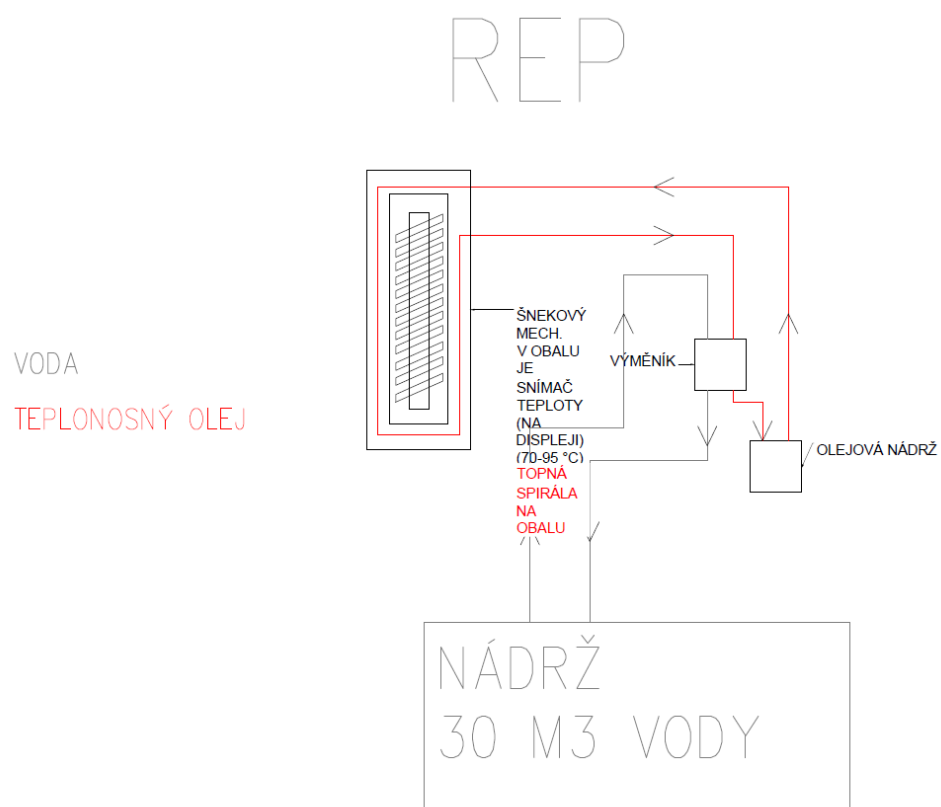 REP
ŠNEKOVÝ
MECH.
V OBALU
JE
SNÍMAČ
TEPLOTY
(NA
DISPLEJI)
(70-95 °C)
TOPNÁ
SPIRÁLA
NA
OBALU
VÝMĚNÍK
VODA
TEPLONOSNÝ OLEJ
OLEJOVÁ NÁDRŽ
NÁDRŽ
30 M3 VODY